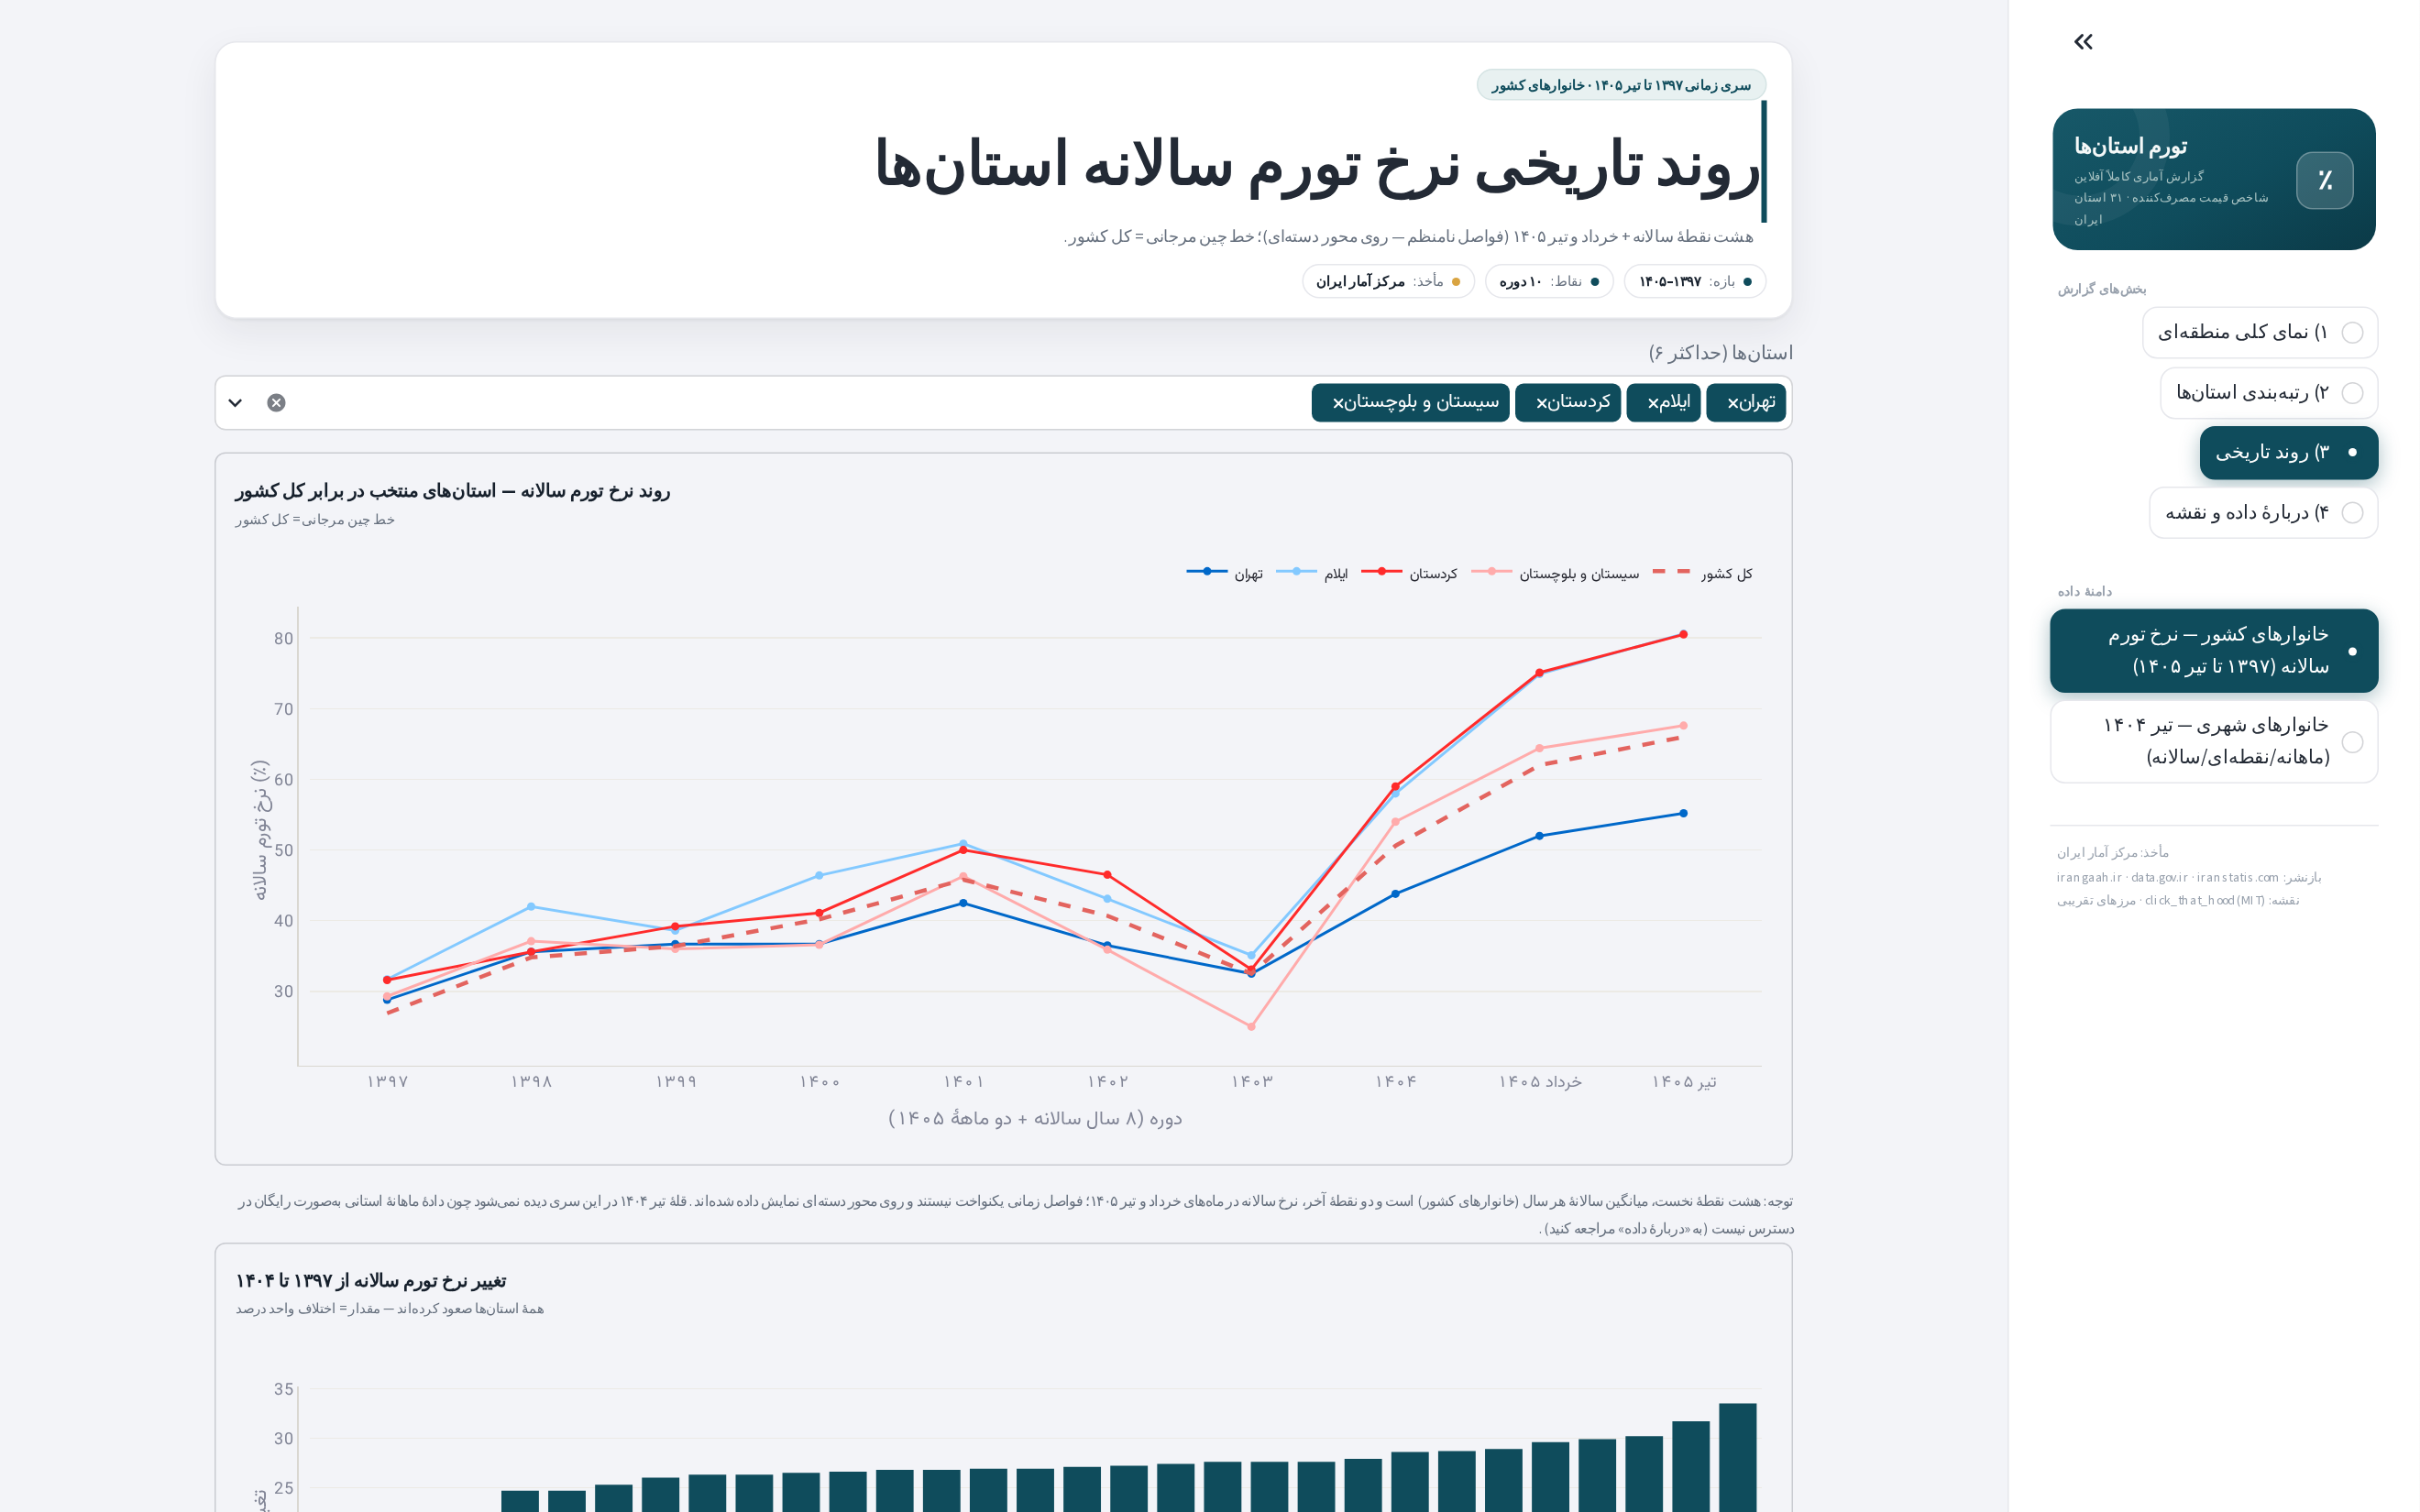 سری زمانی ۱۳۹۷ تا تیر ۱۴۰۵ · خانوارهای کشور
روند تاریخی نرخ تورم سالانه استان‌ها
هشت نقطهٔ سالانه + خرداد و تیر ۱۴۰۵ (فواصل نامنظم — روی محور دسته‌ای)؛ خط چین مرجانی = کل کشور.
بازه: ۱۳۹۷–۱۴۰۵
نقاط: ۱۰ دوره
مأخذ: مرکز آمار ایران
استان‌ها (حداکثر ۶)
تهران
ایلام
کردستان
سیستان و بلوچستان
روند نرخ تورم سالانه — استان‌های منتخب در برابر کل کشور
خط چین مرجانی = کل کشور
تهران
ایلام
کردستان
سیستان و بلوچستان
کل کشور
80
70
60
50
40
30
نرخ تورم سالانه (٪)
۱۳۹۷
۱۳۹۸
۱۳۹۹
۱۴۰۰
۱۴۰۱
۱۴۰۲
۱۴۰۳
۱۴۰۴
خرداد ۱۴۰۵
تیر ۱۴۰۵
دوره (۸ سال سالانه + دو ماههٔ ۱۴۰۵)
توجه: هشت نقطهٔ نخست، میانگین سالانهٔ هر سال (خانوارهای کشور) است و دو نقطهٔ آخر، نرخ سالانه در ماه‌های خرداد و تیر ۱۴۰۵؛ فواصل زمانی یکنواخت نیستند و روی محور دسته‌ای نمایش داده شده‌اند. قلهٔ تیر ۱۴۰۴ در این سری دیده نمی‌شود چون دادهٔ ماهانهٔ استانی به‌صورت رایگان در
دسترس نیست (به «دربارهٔ داده» مراجعه کنید).
تغییر نرخ تورم سالانه از ۱۳۹۷ تا ۱۴۰۴
همهٔ استان‌ها صعود کرده‌اند — مقدار = اختلاف واحد درصد
35
30
25
تورم استان‌ها
گزارش آماری کاملاً آفلاین
شاخص قیمت مصرف‌کننده · ۳۱ استان
ایران
٪
بخش‌های گزارش
۱) نمای کلی منطقه‌ای
۲) رتبه‌بندی استان‌ها
۳) روند تاریخی
۴) دربارهٔ داده و نقشه
دامنهٔ داده
خانوارهای کشور — نرخ تورم
سالانه (۱۳۹۷ تا تیر ۱۴۰۵)
خانوارهای شهری — تیر ۱۴۰۴
(ماهانه/نقطه‌ای/سالانه)
مأخذ: مرکز آمار ایران
بازنشر: irangaah.ir · data.gov.ir · iranstatis.com
نقشه: click_that_hood (MIT) · مرزهای تقریبی